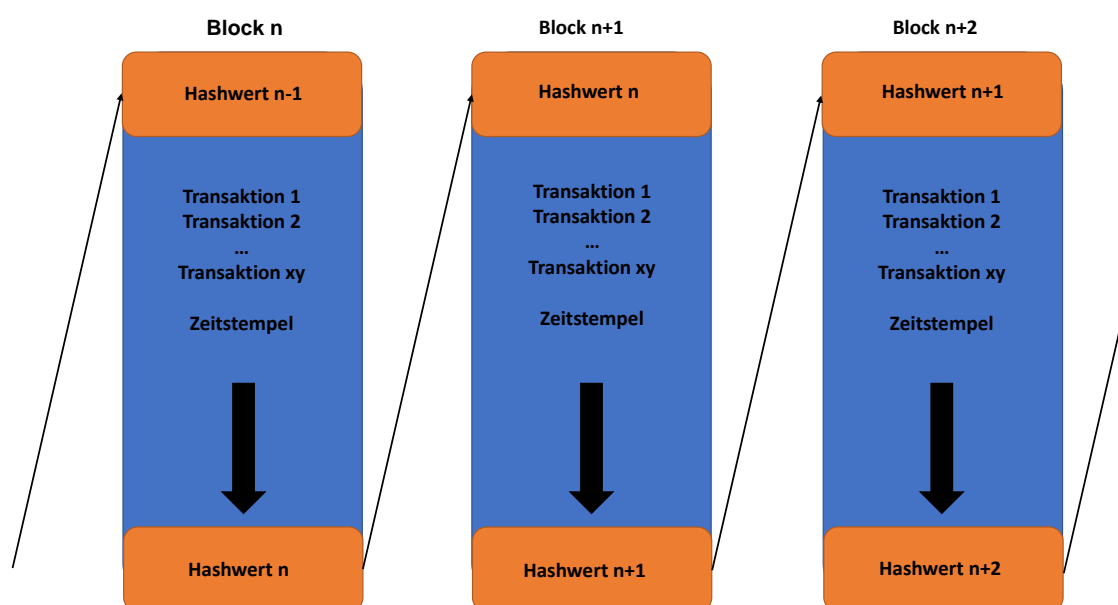 Block n
Hashwert n-1
Transaktion 1
Transaktion 2
...
Transaktion xy
Zeitstempel
Hashwert n
Block n+1
Hashwert n
Transaktion 1
Transaktion 2
...
Transaktion xy
Zeitstempel
Hashwert n+1
Block n+2
Hashwert n+1
Transaktion 1
Transaktion 2
...
Transaktion xy
Zeitstempel
Hashwert n+2